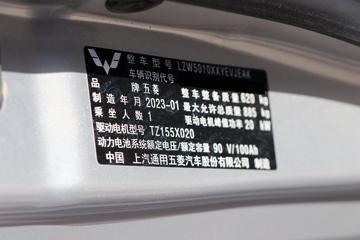 整车型号 LZW5010XXYEVJEAK
车辆识别代号
品 牌 五菱 整车整备质量 620 kg
制造年月 2023-01 最大允许总质量 885 kg
乘坐人数 1 驱动电机峰值功率 20 kW
驱动电机型号 TZ155X020
动力电池系统额定电压/额定容量 90 V/100Ah
中国 上汽通用五菱汽车股份有限公司 制造